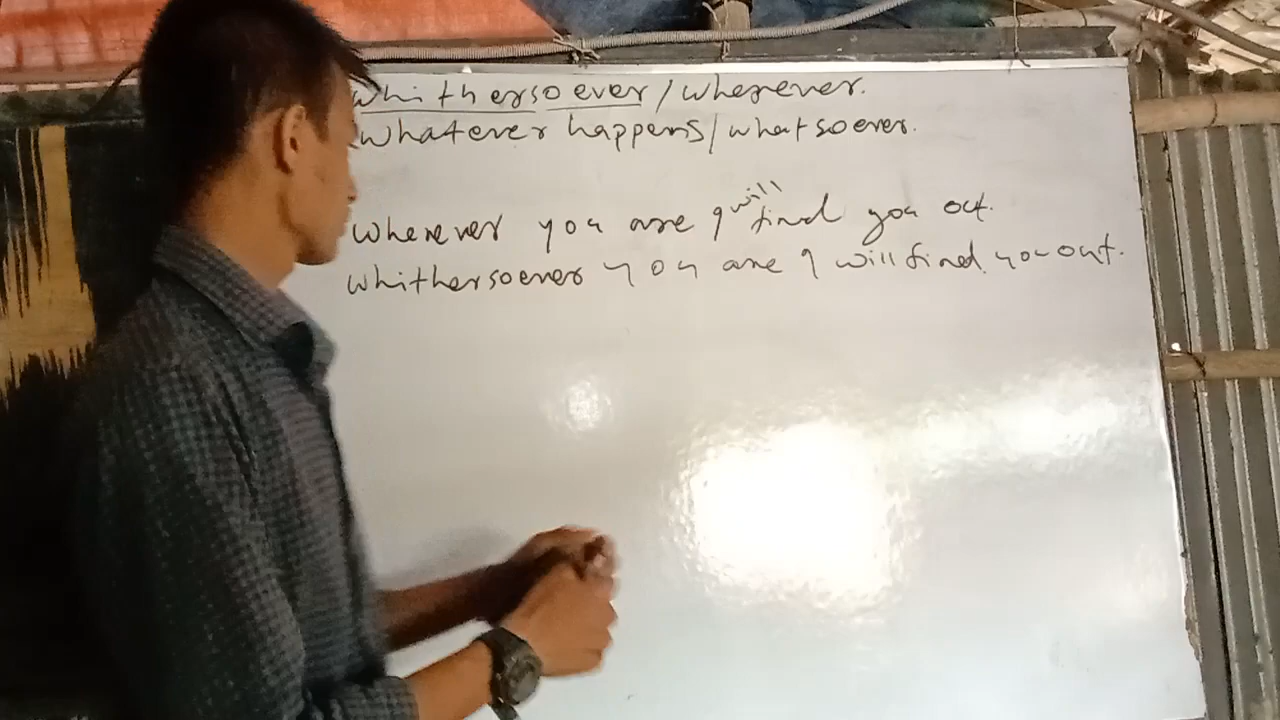 whithersoever/wherever.
whatever happens/whatsoever.
wherever you are I will find you out.
whithersoever you are I will find you out.